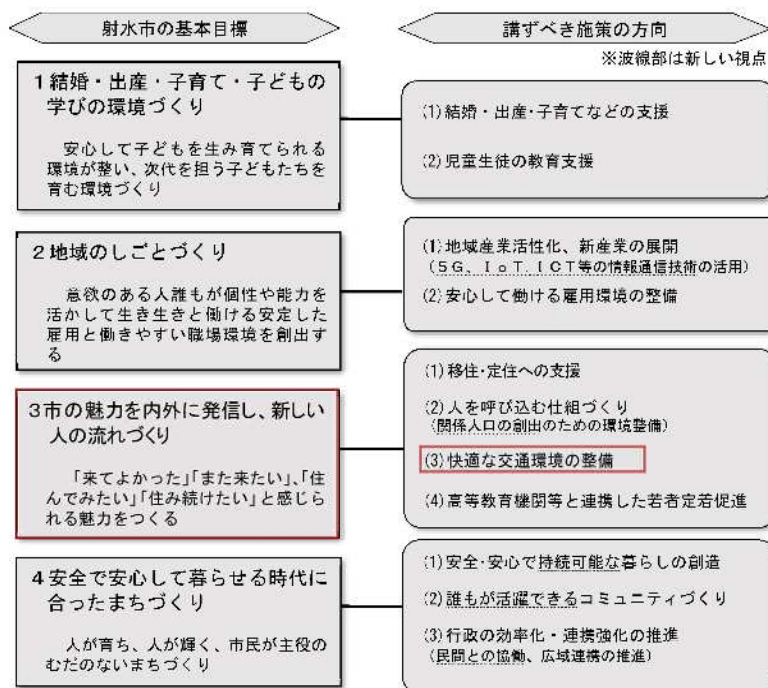 射水市の基本目標
講ずべき施策の方向
※波線部は新しい視点
1 結婚・出産・子育て・子どもの
学びの環境づくり
安心して子どもを生み育てられる
環境が整い、次代を担う子どもたちを
育む環境づくり
(1) 結婚・出産・子育てなどの支援
(2) 児童生徒の教育支援
2 地域のしごとづくり
意欲のある人誰もが個性や能力を
活かして生き生きと働ける安定した
雇用と働きやすい職場環境を創出す
る
(1) 地域産業活性化、新産業の展開
(5G、IoT、ICT等の情報通信技術の活用)
(2) 安心して働ける雇用環境の整備
3 市の魅力を内外に発信し、新しい
人の流れづくり
「来てよかった」「また来たい」、「住
んでみたい」「住み続けたい」と感じら
れる魅力をつくる
(1) 移住・定住への支援
(2) 人を呼び込む仕組づくり
(関係人口の創出のための環境整備)
(3) 快適な交通環境の整備
(4) 高等教育機関等と連携した若者定着促進
4 安全で安心して暮らせる時代に
合ったまちづくり
人が育ち、人が輝く、市民が主役の
むだのないまちづくり
(1) 安全・安心で持続可能な暮らしの創造
(2) 誰もが活躍できるコミュニティづくり
(3) 行政の効率化・連携強化の推進
(民間との協働、広域連携の推進)